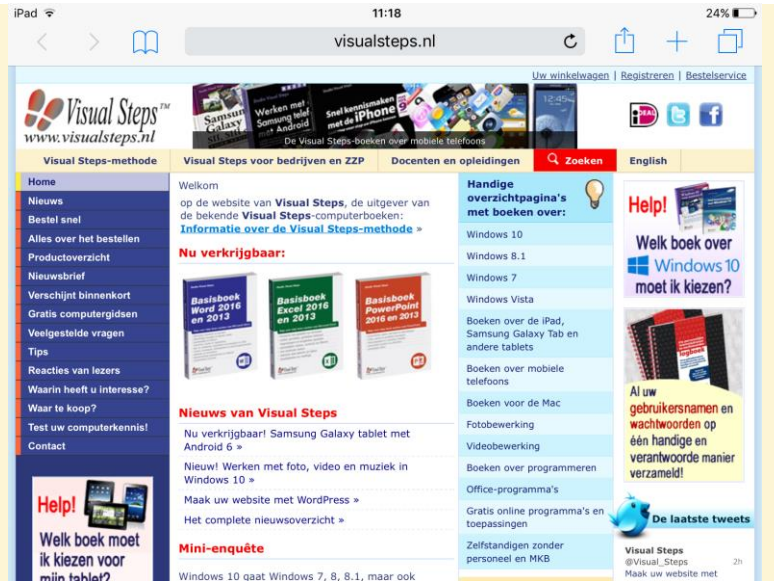 iPad
11:18
24%
visualsteps.nl
Uw winkelwagen | Registreren | Bestelservice
Visual Steps™
www.visualsteps.nl
Samsung
Galaxy
Werken met
Samsung telef
met Android
Snel kennismaken
met de iPhone
12:45
De Visual Steps-boeken over mobiele telefoons
iDEAL
Visual Steps-methode
Visual Steps voor bedrijven en ZZP
Docenten en opleidingen
Zoeken
English
Home
Nieuws
Bestel snel
Alles over het bestellen
Productoverzicht
Nieuwsbrief
Verschijnt binnenkort
Gratis computergidsen
Veelgestelde vragen
Tips
Reacties van lezers
Waarin heeft u interesse?
Waar te koop?
Test uw computerkennis!
Contact
Help!
Welk boek moet
ik kiezen voor
mijn tablet?
Welkom
op de website van Visual Steps, de uitgever van
de bekende Visual Steps-computerboeken:
Informatie over de Visual Steps-methode »
Nu verkrijgbaar:
Basisboek
Word 2016
en 2013
Basisboek
Excel 2016
en 2013
Basisboek
PowerPoint
2016 en 2013
Nieuws van Visual Steps
Nu verkrijgbaar! Samsung Galaxy tablet met
Android 6 »
Nieuw! Werken met foto, video en muziek in
Windows 10 »
Maak uw website met WordPress »
Het complete nieuwsoverzicht »
Mini-enquête
Windows 10 gaat Windows 7, 8, 8.1, maar ook
Handige
overzichtpagina's
met boeken over:
Windows 10
Windows 8.1
Windows 7
Windows Vista
Boeken over de iPad,
Samsung Galaxy Tab en
andere tablets
Boeken over mobiele
telefoons
Boeken voor de Mac
Fotobewerking
Videobewerking
Boeken over programmeren
Office-programma's
Gratis online programma's en
toepassingen
Zelfstandigen zonder
personeel en MKB
Help!
Welk boek over
Windows 10
moet ik kiezen?
logboek
Al uw
gebruikersnamen en
wachtwoorden op
één handige en
verantwoorde manier
verzameld!
De laatste tweets
Visual Steps
@Visual_Steps 2h
Maak uw website met